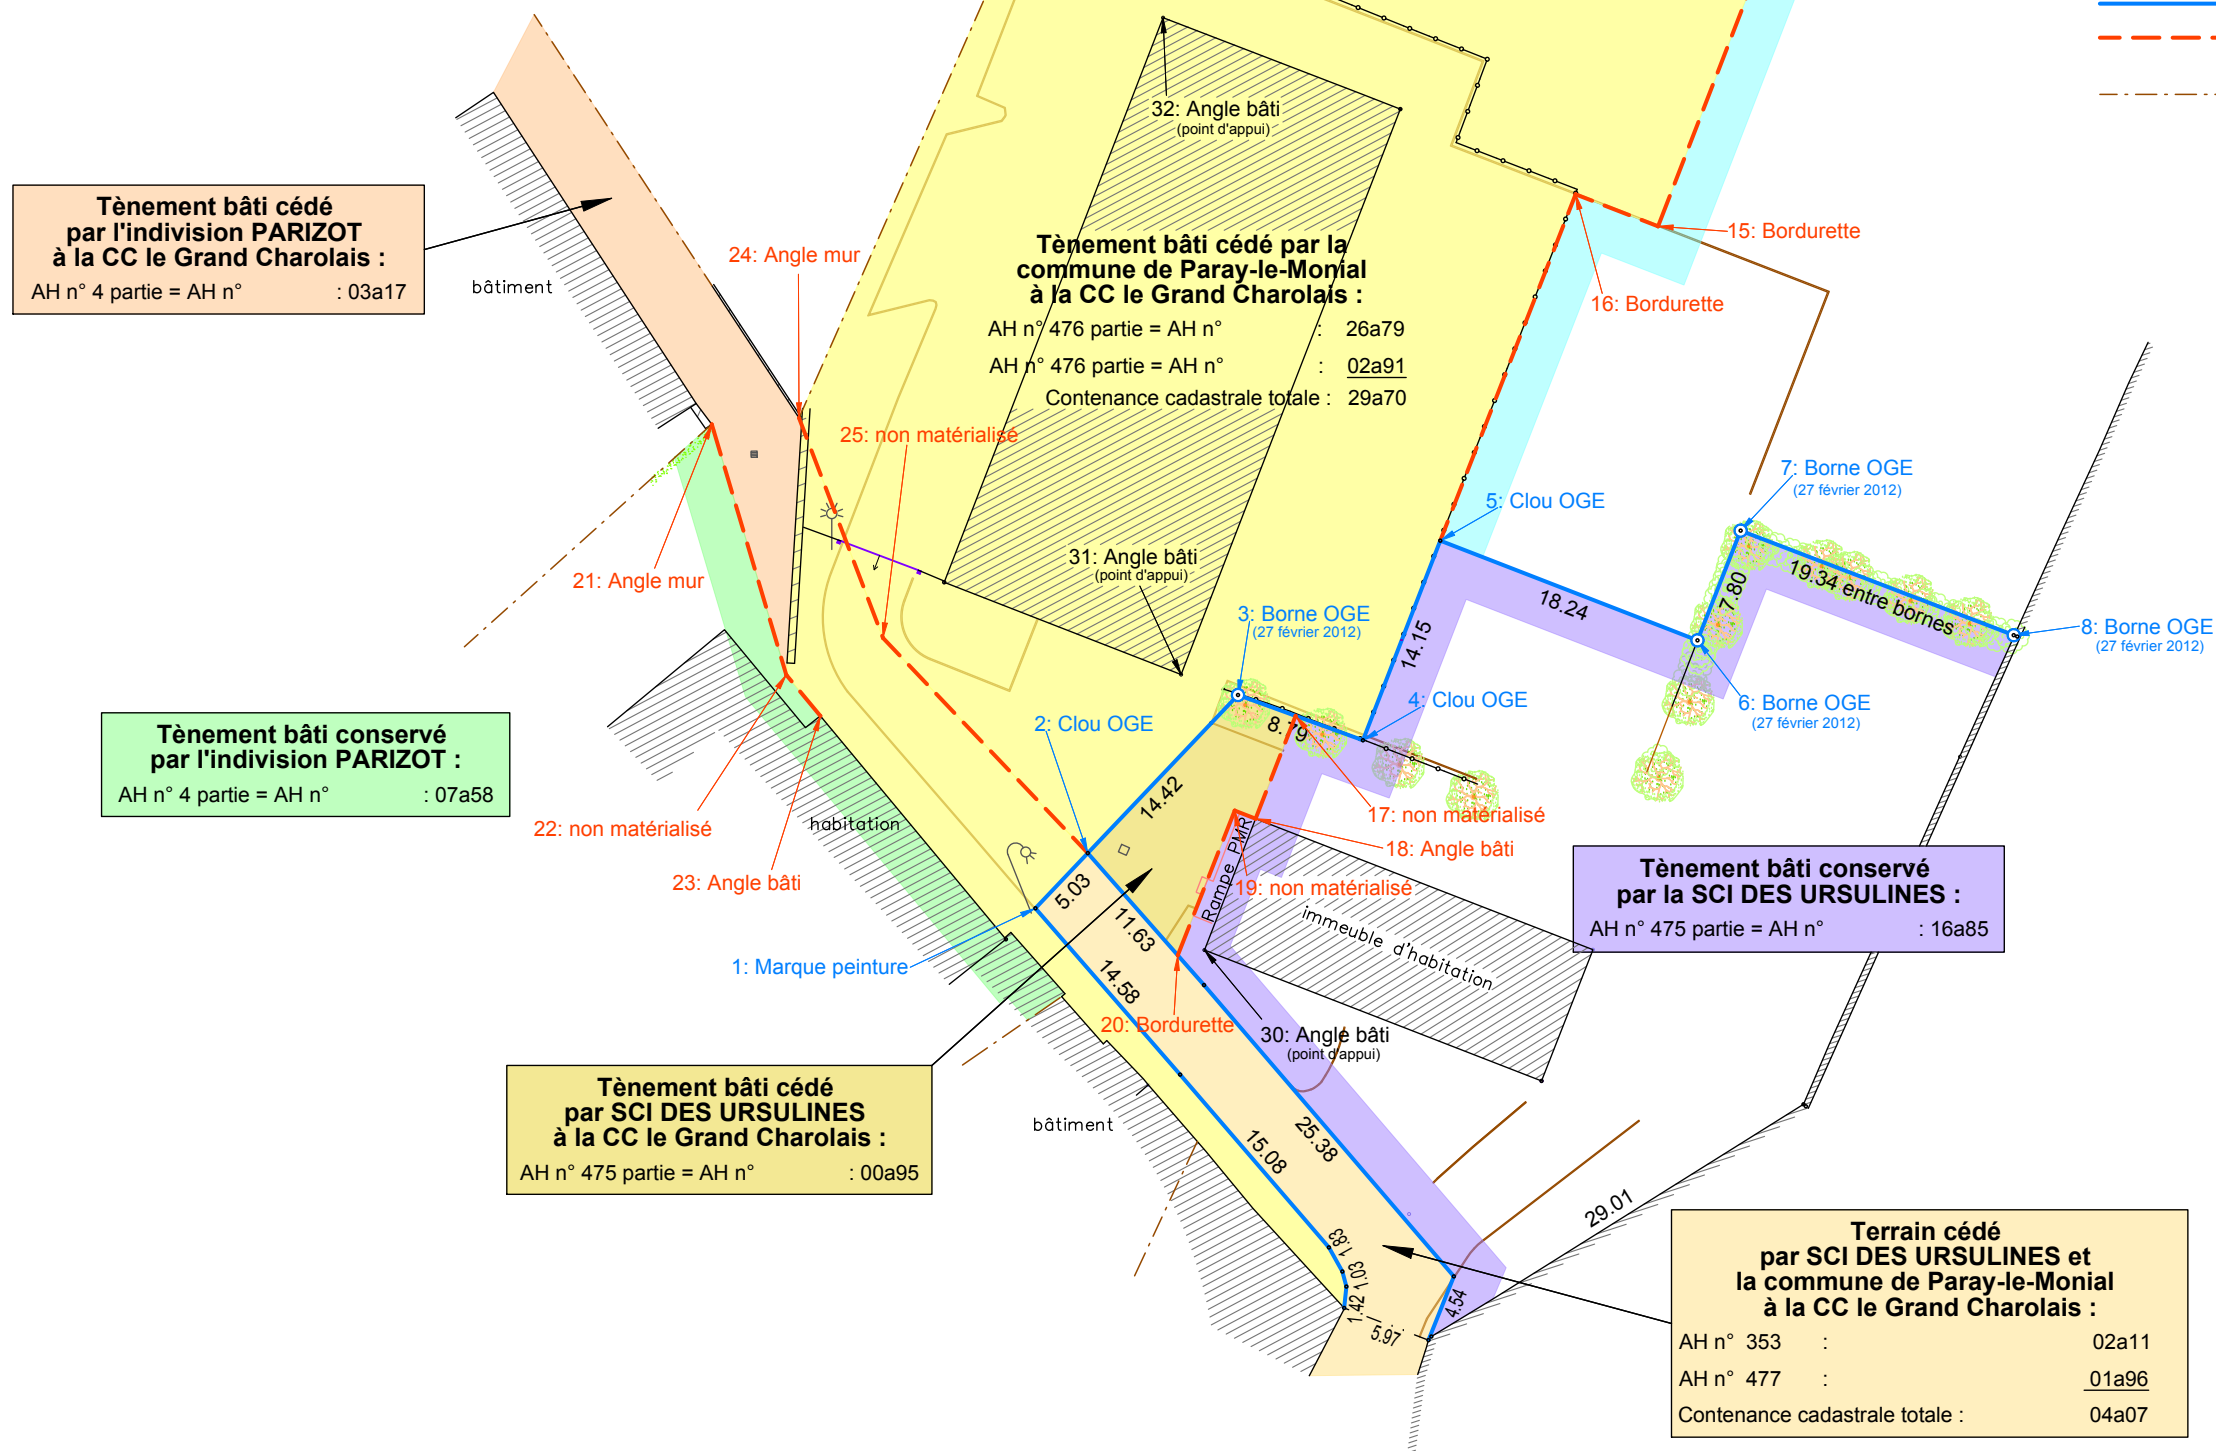 32: Angle bâti
(point d'appui)
Tènement bâti cédé
par l'indivision PARIZOT
à la CC le Grand Charolais :
AH n° 4 partie = AH n° : 03a17
bâtiment
24: Angle mur
Tènement bâti cédé par la
commune de Paray-le-Monial
à la CC le Grand Charolais :
AH n° 476 partie = AH n° : 26a79
AH n° 476 partie = AH n° : 02a91
Contenance cadastrale totale : 29a70
15: Bordurette
16: Bordurette
25: non matérialisé
7: Borne OGE
(27 février 2012)
5: Clou OGE
31: Angle bâti
(point d'appui)
21: Angle mur
3: Borne OGE
(27 février 2012)
18.24
7.80
19.34 entre bornes
14.15
8: Borne OGE
(27 février 2012)
4: Clou OGE
6: Borne OGE
(27 février 2012)
2: Clou OGE
8.79
Tènement bâti conservé
par l'indivision PARIZOT :
AH n° 4 partie = AH n° : 07a58
14.42
22: non matérialisé
habitation
17: non matérialisé
18: Angle bâti
23: Angle bâti
19: non matérialisé
Rampe PMR
5.03
11.63
immeuble d'habitation
Tènement bâti conservé
par la SCI DES URSULINES :
AH n° 475 partie = AH n° : 16a85
1: Marque peinture
14.58
20: Bordurette
30: Angle bâti
(point d'appui)
Tènement bâti cédé
par SCI DES URSULINES
à la CC le Grand Charolais :
AH n° 475 partie = AH n° : 00a95
bâtiment
15.08
25.38
29.01
1.83
1.03
1.42
5.97
4.54
Terrain cédé
par SCI DES URSULINES et
la commune de Paray-le-Monial
à la CC le Grand Charolais :
AH n° 353 : 02a11
AH n° 477 : 01a96
Contenance cadastrale totale : 04a07